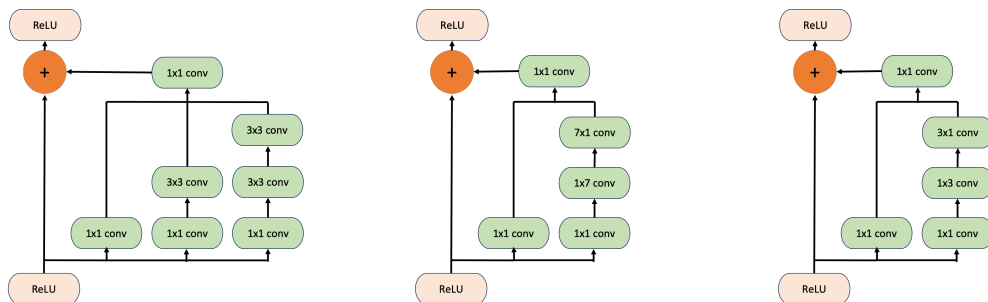 ReLU
+
1x1 conv
3x3 conv
3x3 conv
3x3 conv
1x1 conv
1x1 conv
1x1 conv
ReLU
ReLU
+
1x1 conv
7x1 conv
1x7 conv
1x1 conv
1x1 conv
ReLU
ReLU
+
1x1 conv
3x1 conv
1x3 conv
1x1 conv
1x1 conv
ReLU